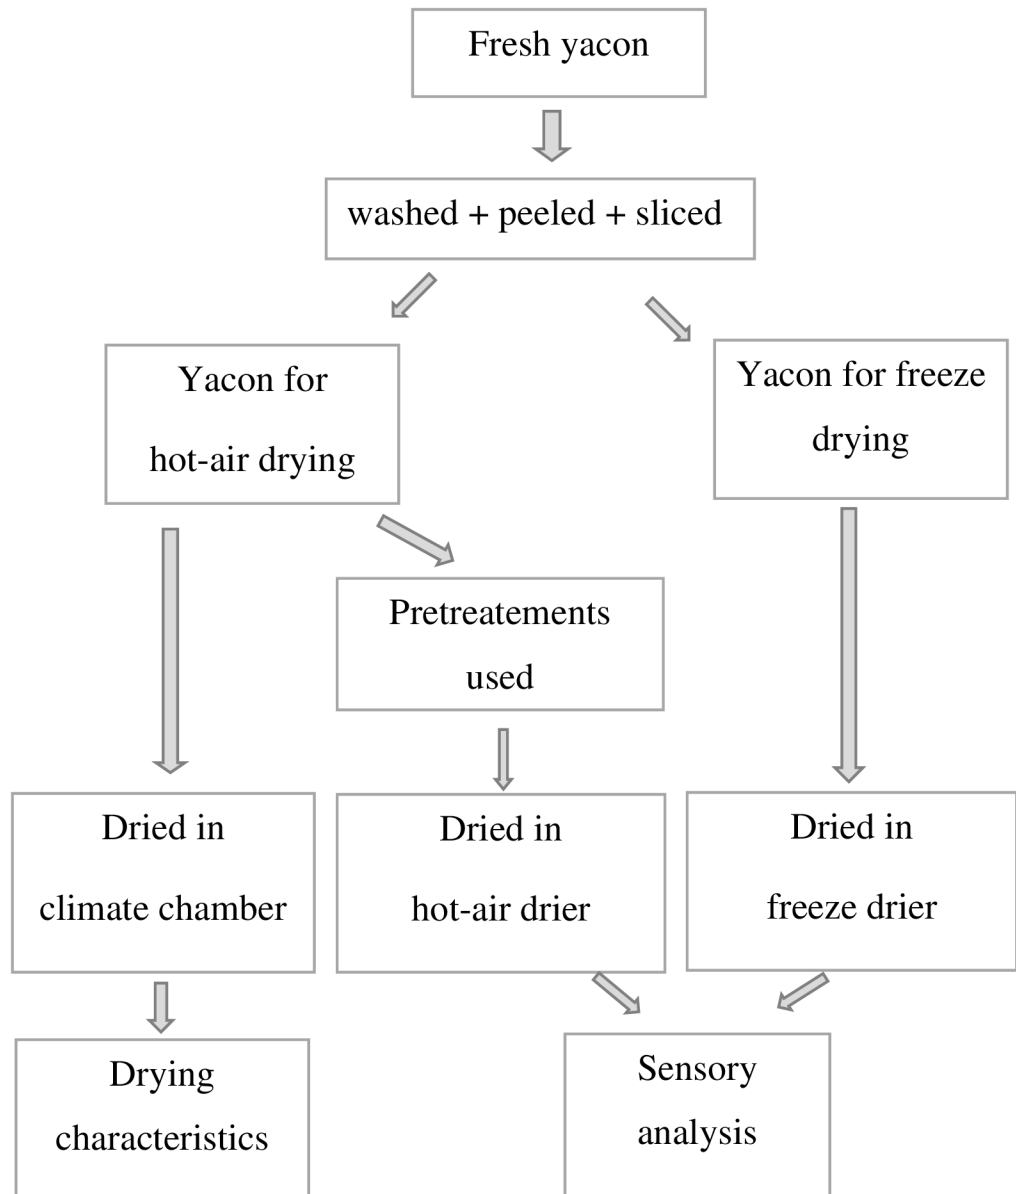 Fresh yacon
washed + peeled + sliced
Yacon for
hot-air drying
Yacon for freeze
drying
Pretreatements
used
Dried in
climate chamber
Dried in
hot-air drier
Dried in
freeze drier
Drying
characteristics
Sensory
analysis